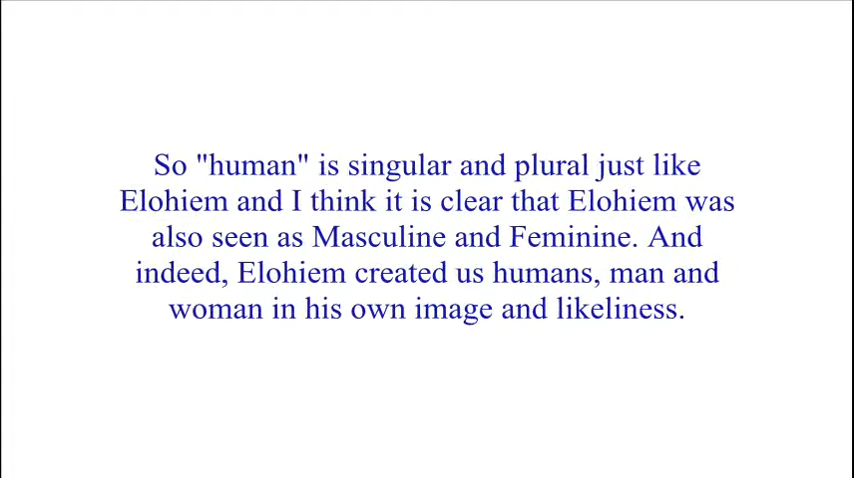 So "human" is singular and plural just like
Elohiem and I think it is clear that Elohiem was
also seen as Masculine and Feminine. And
indeed, Elohiem created us humans, man and
woman in his own image and likeliness.